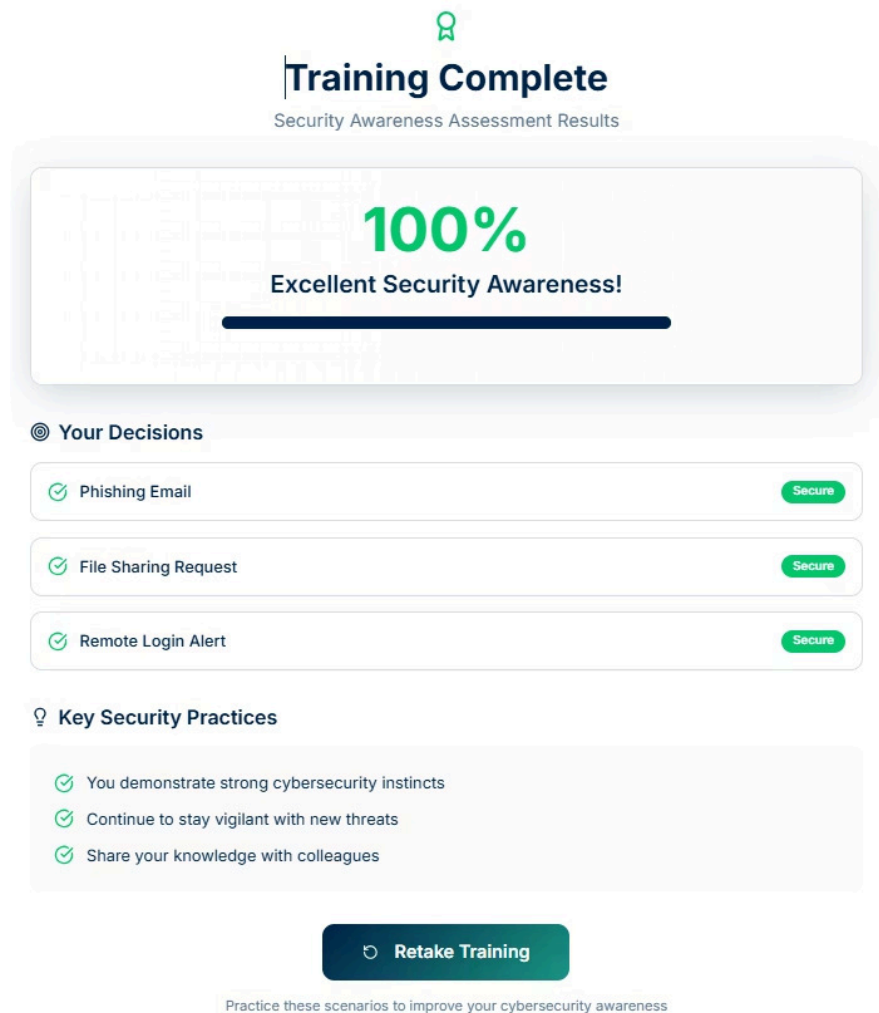 Training Complete
Security Awareness Assessment Results
100%
Excellent Security Awareness!
Your Decisions
Phishing Email Secure
File Sharing Request Secure
Remote Login Alert Secure
Key Security Practices
You demonstrate strong cybersecurity instincts
Continue to stay vigilant with new threats
Share your knowledge with colleagues
Retake Training
Practice these scenarios to improve your cybersecurity awareness